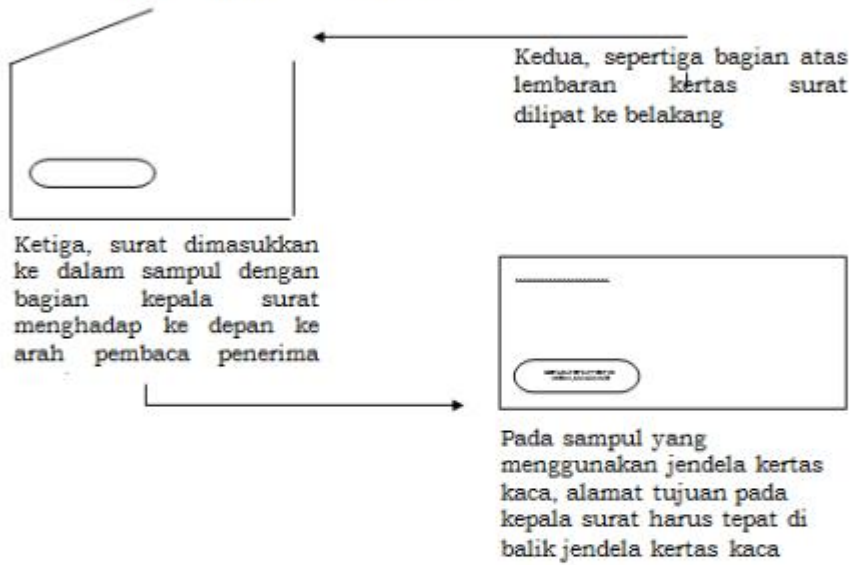 Kedua, sepertiga bagian atas
lembaran kertas surat
dilipat ke belakang
Ketiga, surat dimasukkan
ke dalam sampul dengan
bagian kepala surat
menghadap ke depan ke
arah pembaca penerima
Pada sampul yang
menggunakan jendela kertas
kaca, alamat tujuan pada
kepala surat harus tepat di
balik jendela kertas kaca